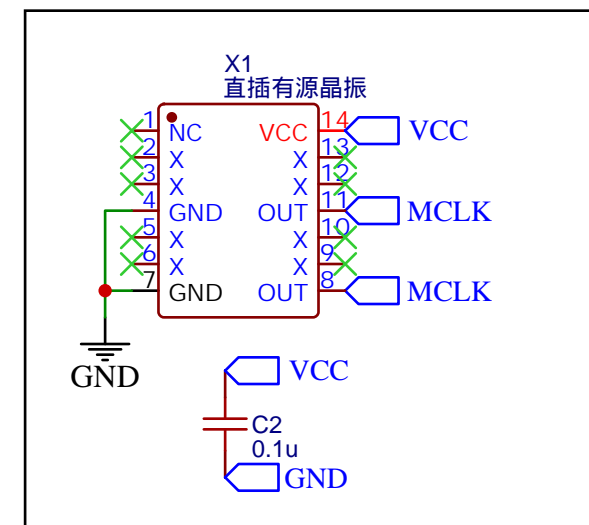 X1
直插有源晶振
1 NC VCC 14 VCC
2 X X 13
3 X X 12
4 GND OUT 11 MCLK
5 X X 10
6 X X 9
7 GND OUT 8 MCLK
GND
VCC
C2
0.1u
GND